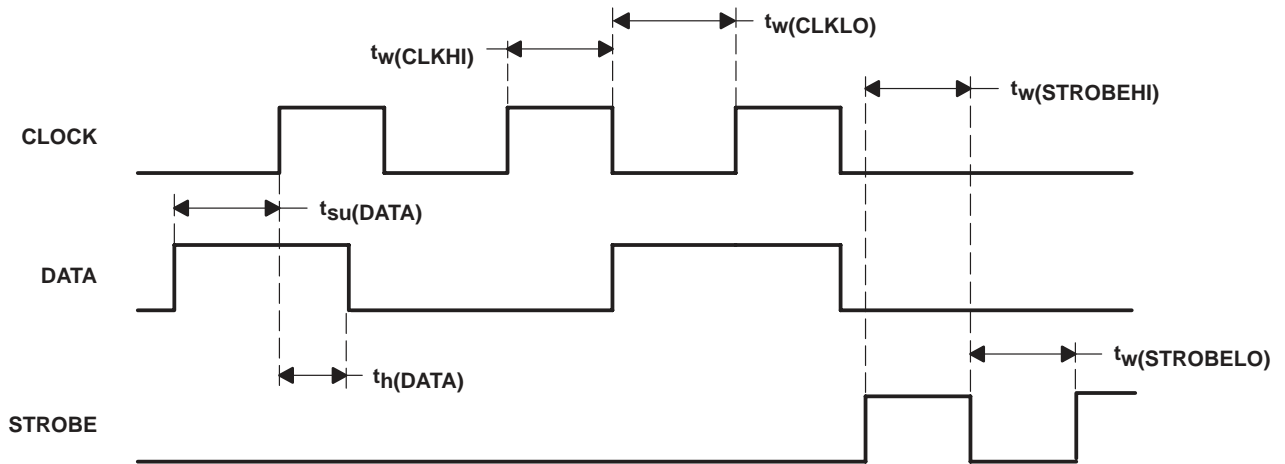 tw(CLKLO)
tw(CLKHI)
tw(STROBEHI)
CLOCK
tsu(DATA)
DATA
tw(STROBELO)
th(DATA)
STROBE